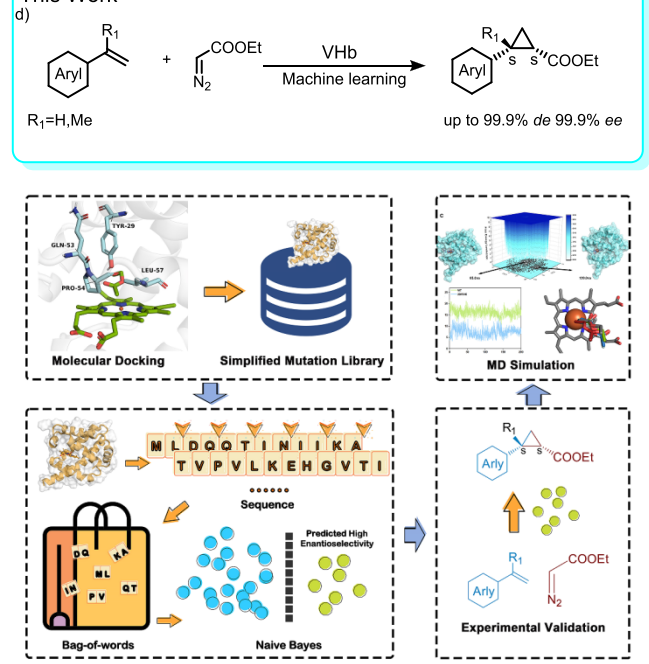 This Work
d)
R1
Aryl
+
COOEt
N2
VHb
Machine learning
R1
Aryl
S
S
COOEt
R1=H,Me
up to 99.9% de 99.9% ee
TYR-29
GLN-53
LEU-57
PRO-54
Molecular Docking
Simplified Mutation Library
c
MD Simulation
M L D Q Q T I N I I K A
T V P V L K E H G V T I
Sequence
DQ
KA
ML
IN
PV
QT
Bag-of-words
Predicted High
Enantioselectivity
Naive Bayes
R1
Arly
S
S
COOEt
R1
Arly
COOEt
N2
Experimental Validation